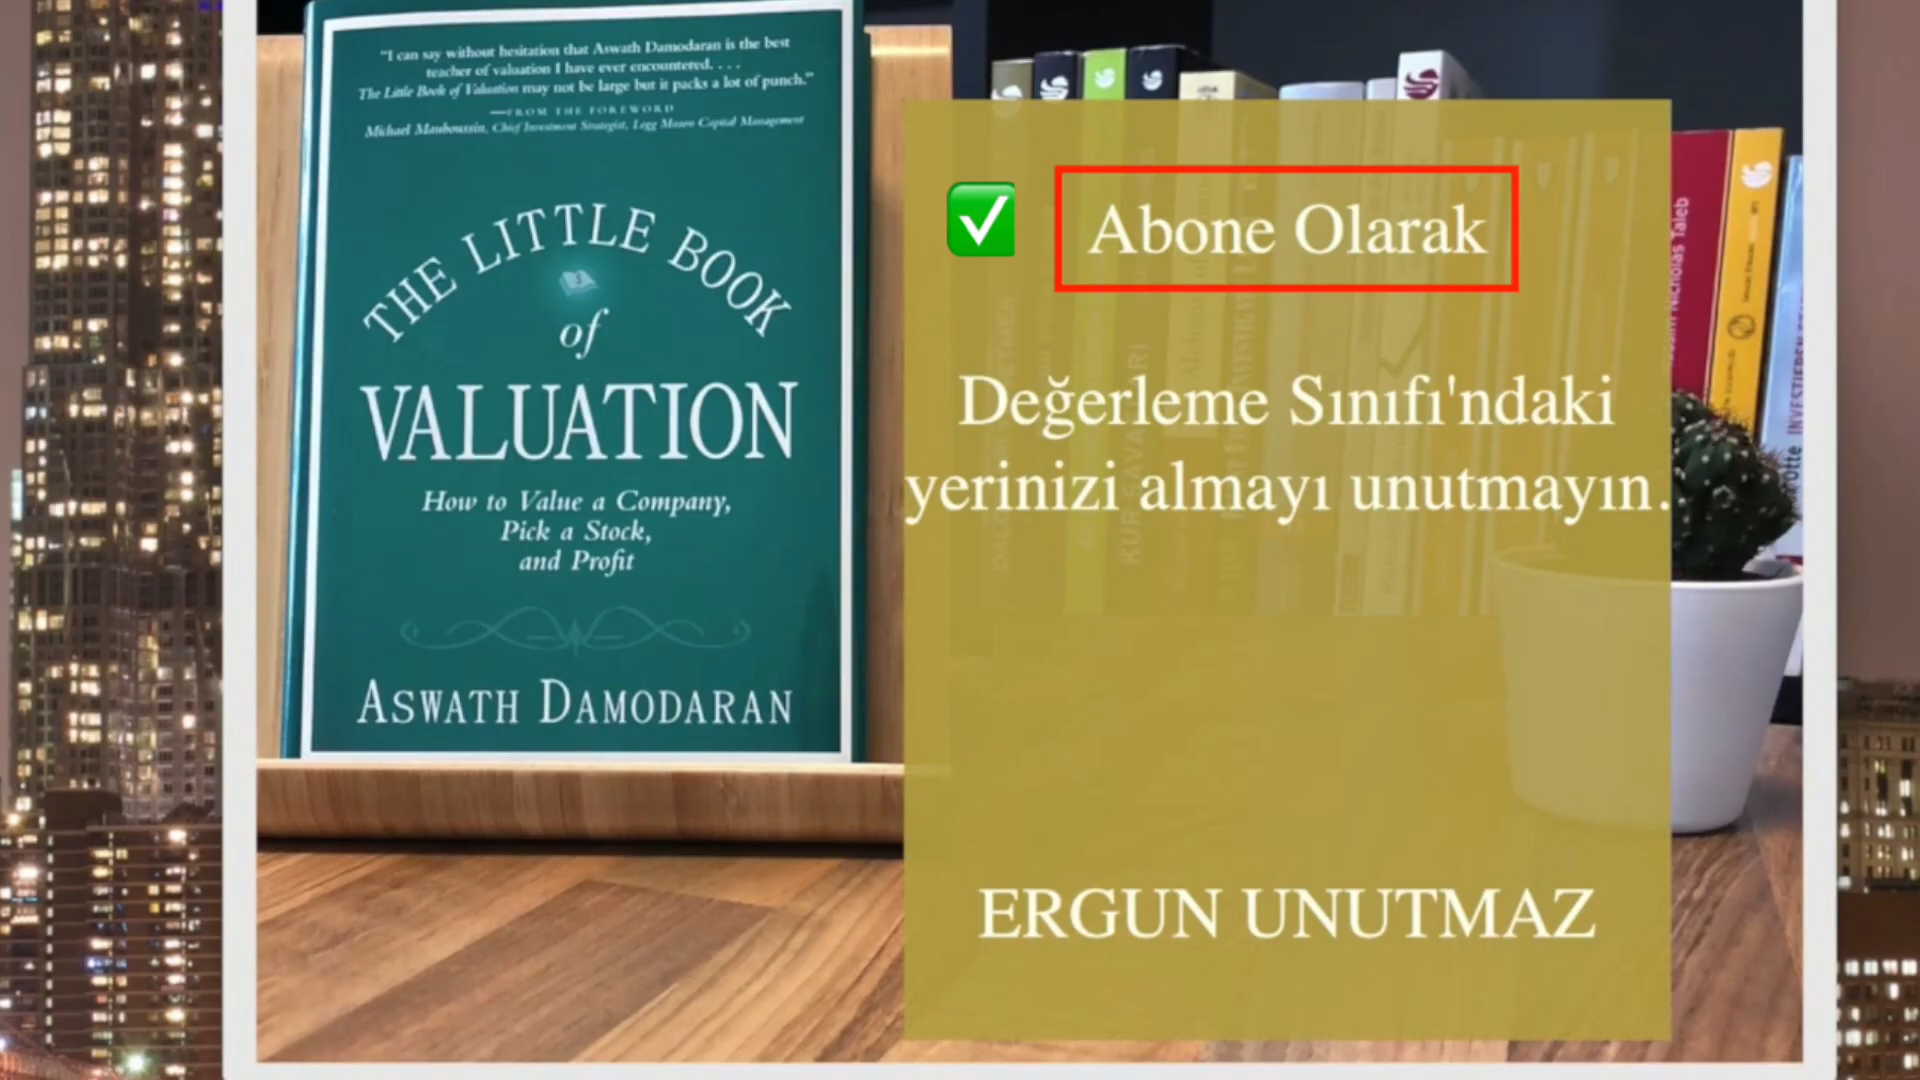 “I can say without hesitation that Aswath Damodaran is the best
teacher of valuation I have ever encountered. . . .
The Little Book of Valuation may not be large but it packs a lot of punch.”
—FROM THE FOREWORD
Michael Mauboussin, Chief Investment Strategist, Legg Mason Capital Management
THE LITTLE BOOK
of
VALUATION
How to Value a Company,
Pick a Stock,
and Profit
ASWATH DAMODARAN
✅ Abone Olarak
Değerleme Sınıfı'ndaki
yerinizi almayı unutmayın.
ERGUN UNUTMAZ
Nicholas Taleb